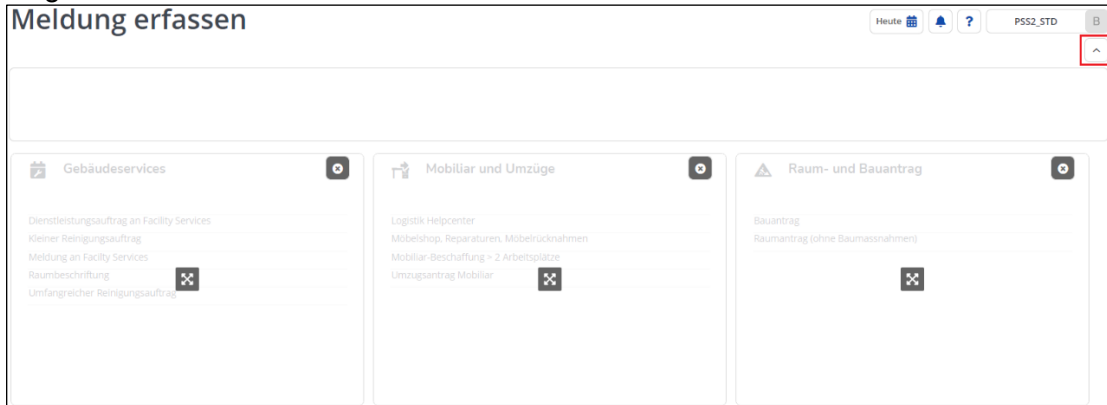 Meldung erfassen
Heute ? PSS2_STD B
Gebäudeservices
Dienstleistungsauftrag an Facility Services
Kleiner Reinigungsauftrag
Meldung an Facilty Services
Raumbeschriftung
Umfangreicher Reinigungsauftrag
Mobiliar und Umzüge
Logistik Helpcenter
Möbelshop, Reparaturen, Möbelrücknahmen
Mobiliar-Beschaffung > 2 Arbeitsplätze
Umzugsantrag Mobiliar
Raum- und Bauantrag
Bauantrag
Raumantrag (ohne Baumassnahmen)